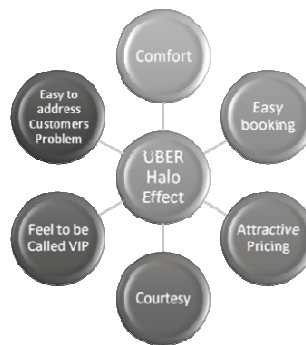 Comfort
Easy to
address
Customers
Problem
Easy
booking
UBER
Halo
Effect
Feel to be
Called VIP
Attractive
Pricing
Courtesy